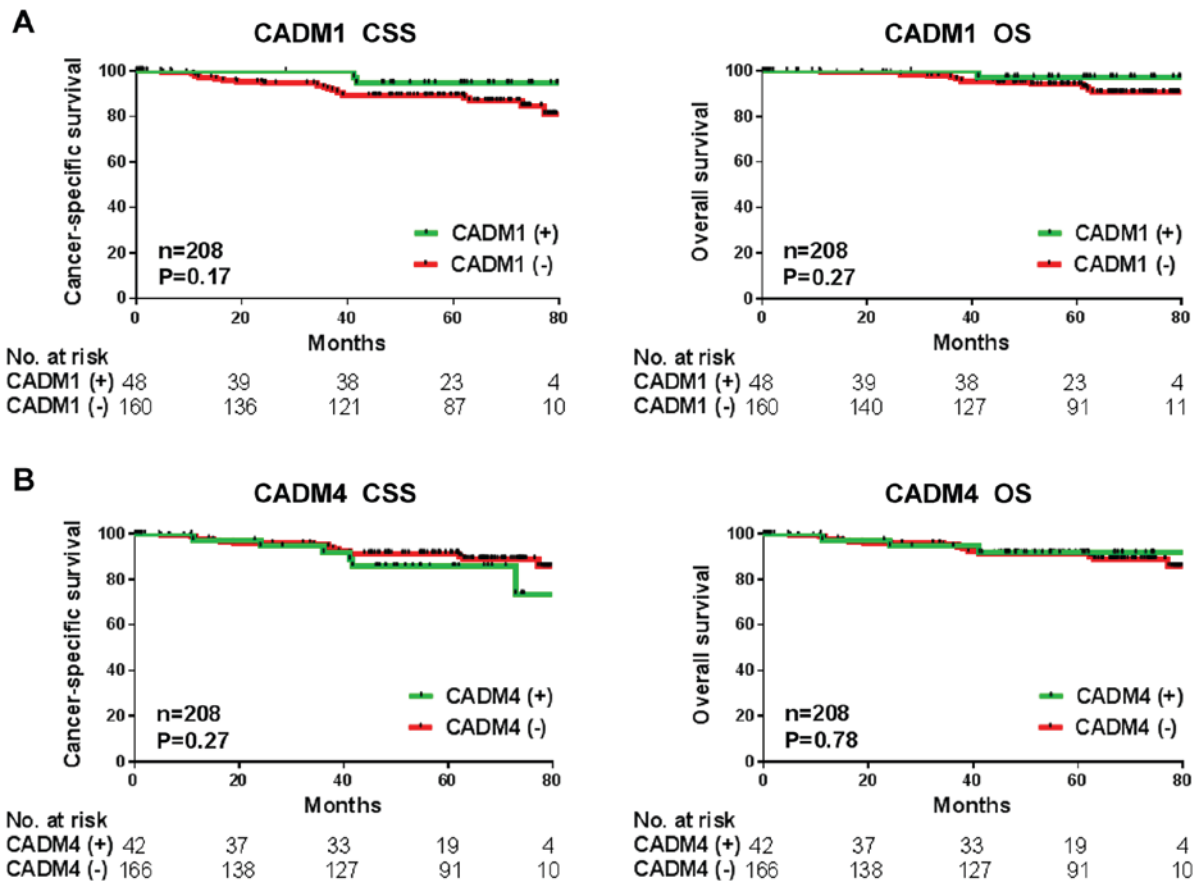 A
CADM1 CSS
Cancer-specific survival
100
80
60
40
20
0
CADM1 (+)
CADM1 (-)
n=208
P=0.17
0 20 40 60 80
Months
No. at risk
CADM1 (+) 48 39 38 23 4
CADM1 (-) 160 136 121 87 10
CADM1 OS
Overall survival
100
80
60
40
20
0
CADM1 (+)
CADM1 (-)
n=208
P=0.27
0 20 40 60 80
Months
No. at risk
CADM1 (+) 48 39 38 23 4
CADM1 (-) 160 140 127 91 11
B
CADM4 CSS
Cancer-specific survival
100
80
60
40
20
0
CADM4 (+)
CADM4 (-)
n=208
P=0.27
0 20 40 60 80
Months
No. at risk
CADM4 (+) 42 37 33 19 4
CADM4 (-) 166 138 127 91 10
CADM4 OS
Overall survival
100
80
60
40
20
0
CADM4 (+)
CADM4 (-)
n=208
P=0.78
0 20 40 60 80
Months
No. at risk
CADM4 (+) 42 37 33 19 4
CADM4 (-) 166 138 127 91 10